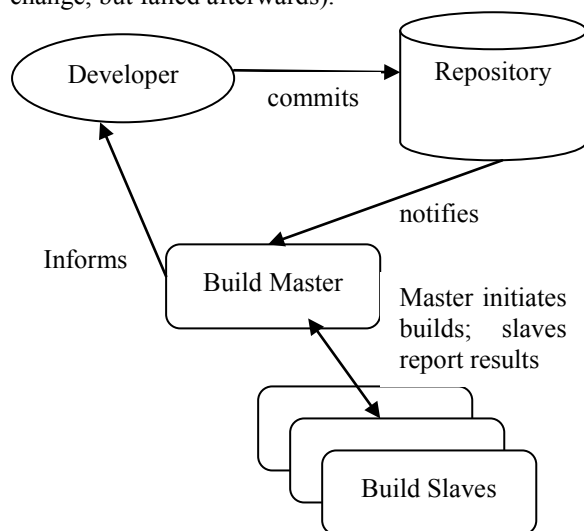 change, but failed afterwards).
Developer
Repository
commits
notifies
Informs
Build Master
Master initiates
builds; slaves
report results
Build Slaves